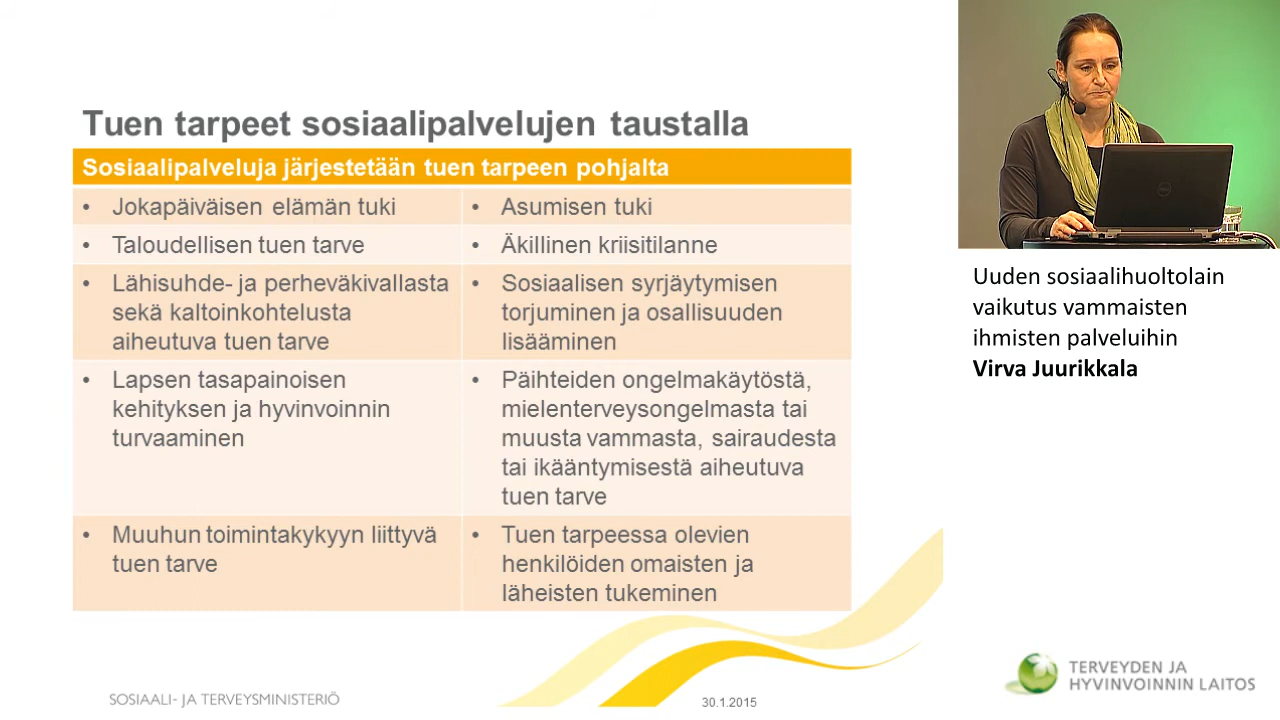 Tuen tarpeet sosiaalipalvelujen taustalla
Sosiaalipalveluja järjestetään tuen tarpeen pohjalta
• Jokapäiväisen elämän tuki
• Asumisen tuki
• Taloudellisen tuen tarve
• Äkillinen kriisitilanne
• Lähisuhde- ja perheväkivallasta
sekä kaltoinkohtelusta
aiheutuva tuen tarve
• Sosiaalisen syrjäytymisen
torjuminen ja osallisuuden
lisääminen
• Lapsen tasapainoisen
kehityksen ja hyvinvoinnin
turvaaminen
• Päihteiden ongelmakäytöstä,
mielenterveysongelmasta tai
muusta vammasta, sairaudesta
tai ikääntymisestä aiheutuva
tuen tarve
• Muuhun toimintakykyyn liittyvä
tuen tarve
• Tuen tarpeessa olevien
henkilöiden omaisten ja
läheisten tukeminen
SOSIAALI- JA TERVEYSMINISTERIÖ
30.1.2015
Uuden sosiaalihuoltolain
vaikutus vammaisten
ihmisten palveluihin
Virva Juurikkala
TERVEYDEN JA
HYVINVOINNIN LAITOS